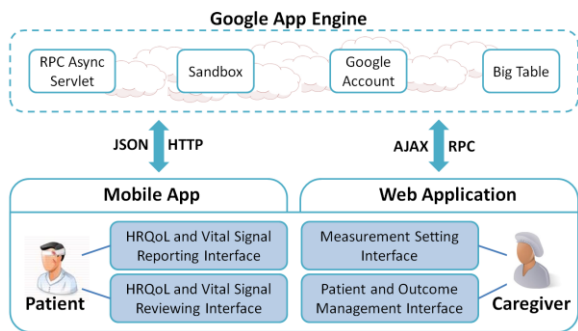 Google App Engine
RPC Async
Servlet
Sandbox
Google
Account
Big Table
JSON HTTP
AJAX RPC
Mobile App
Web Application
HRQoL and Vital Signal
Reporting Interface
Measurement Setting
Interface
Patient
HRQoL and Vital Signal
Reviewing Interface
Patient and Outcome
Management Interface
Caregiver